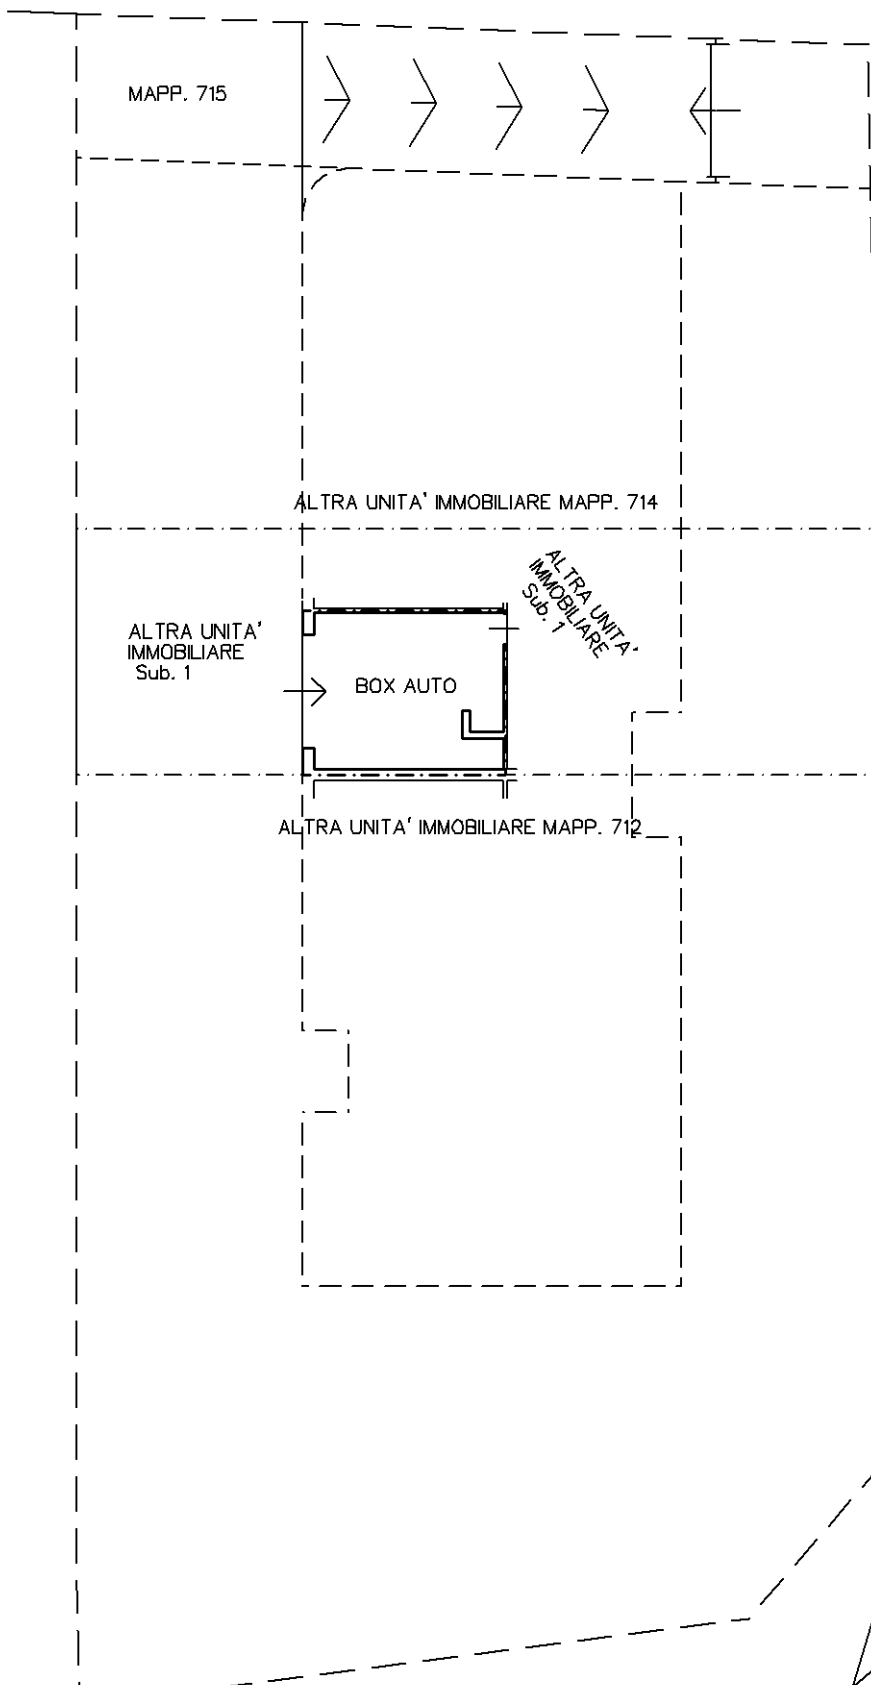 MAPP. 715
ALTRA UNITA' IMMOBILIARE MAPP. 714
ALTRA UNITA'
IMMOBILIARE
Sub. 1
ALTRA UNITA'
IMMOBILIARE
Sub. 1
BOX AUTO
ALTRA UNITA' IMMOBILIARE MAPP. 712